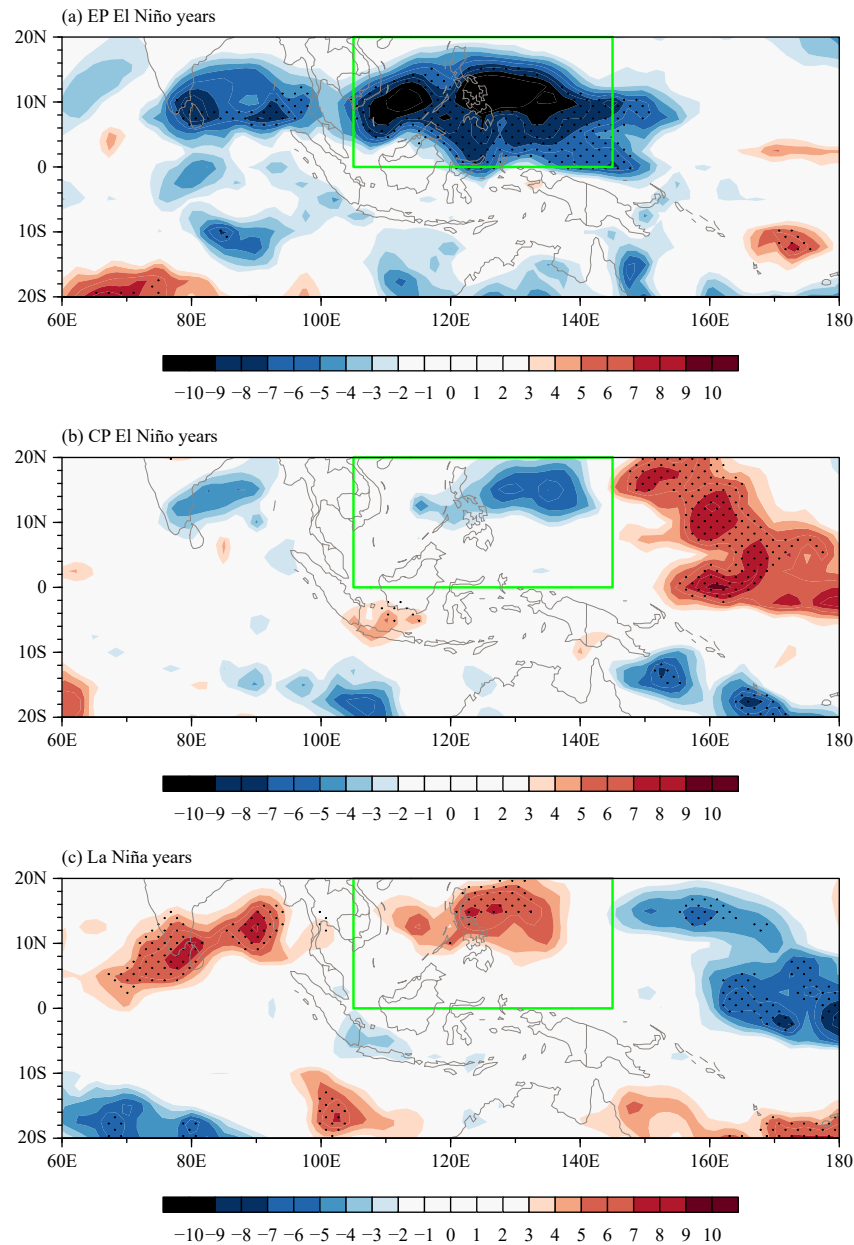 (a) EP El Niño years
20N
10N
0
10S
20S
60E 80E 100E 120E 140E 160E 180
−10 −9 −8 −7 −6 −5 −4 −3 −2 −1 0 1 2 3 4 5 6 7 8 9 10
(b) CP El Niño years
20N
10N
0
10S
20S
60E 80E 100E 120E 140E 160E 180
−10 −9 −8 −7 −6 −5 −4 −3 −2 −1 0 1 2 3 4 5 6 7 8 9 10
(c) La Niña years
20N
10N
0
10S
20S
60E 80E 100E 120E 140E 160E 180
−10 −9 −8 −7 −6 −5 −4 −3 −2 −1 0 1 2 3 4 5 6 7 8 9 10